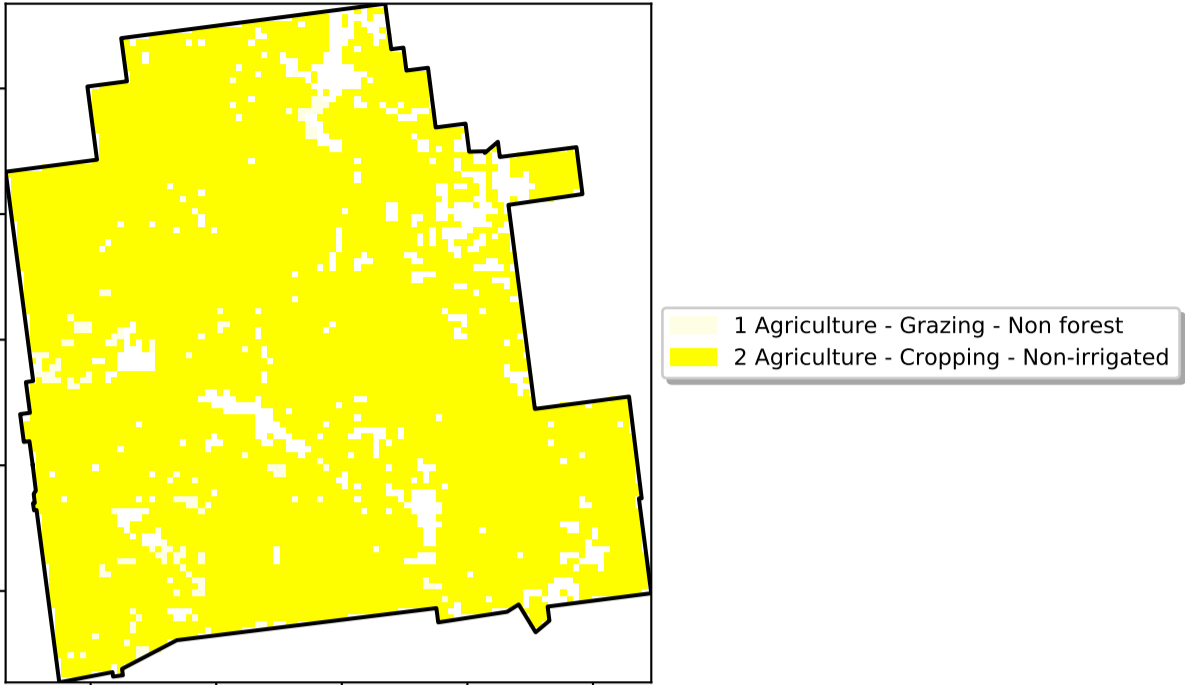 1 Agriculture - Grazing - Non forest
2 Agriculture - Cropping - Non-irrigated